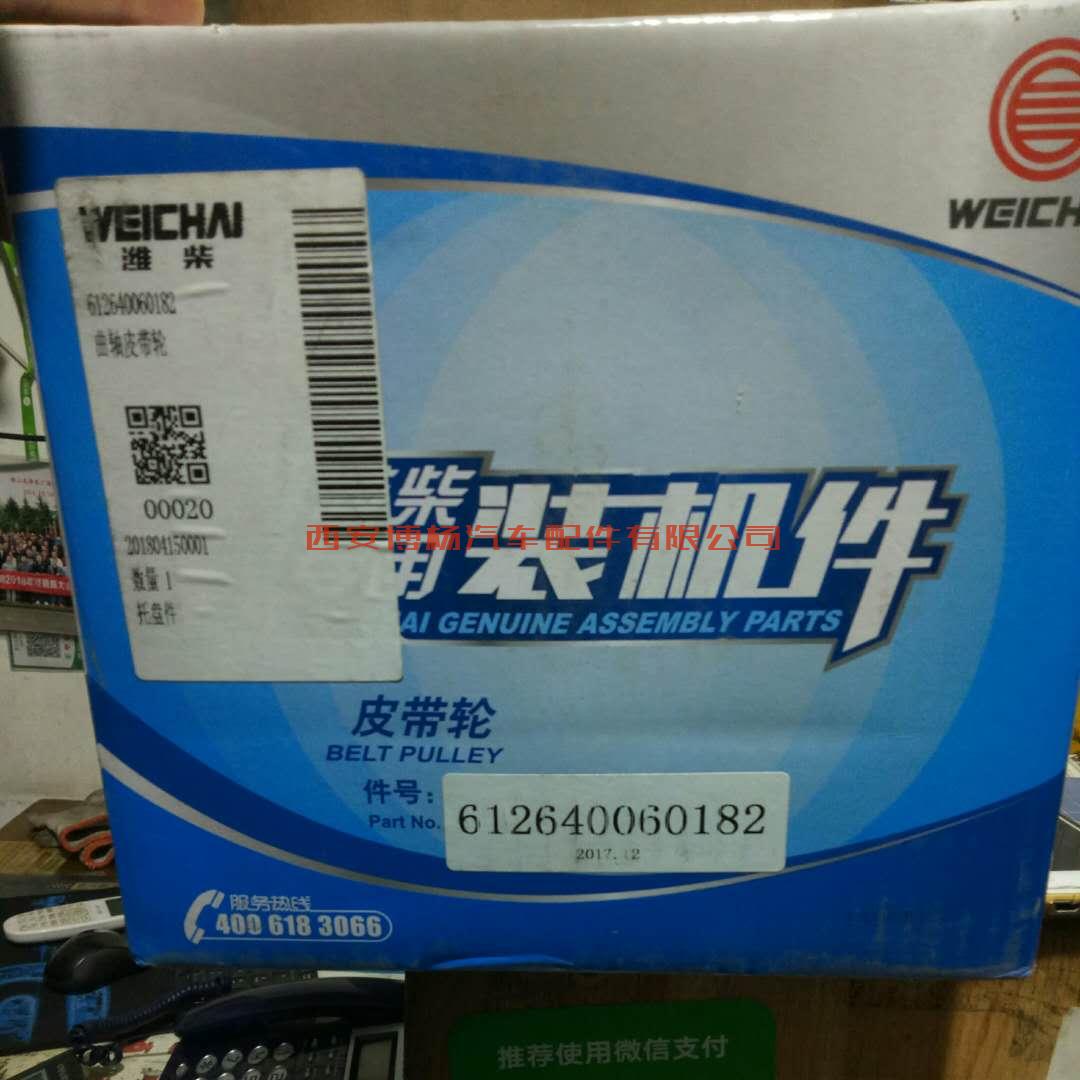 WEICH
WEICHAI
潍柴
612640060182
曲轴皮带轮
00020
201804150001
数量 1
托盘件
柴
用
装机件
AI GENUINE ASSEMBLY PARTS
西安博杨汽车配件有限公司
皮带轮
BELT PULLEY
件号：
Part No.
612640060182
2017.12
服务热线
400 618 3066
推荐使用微信支付